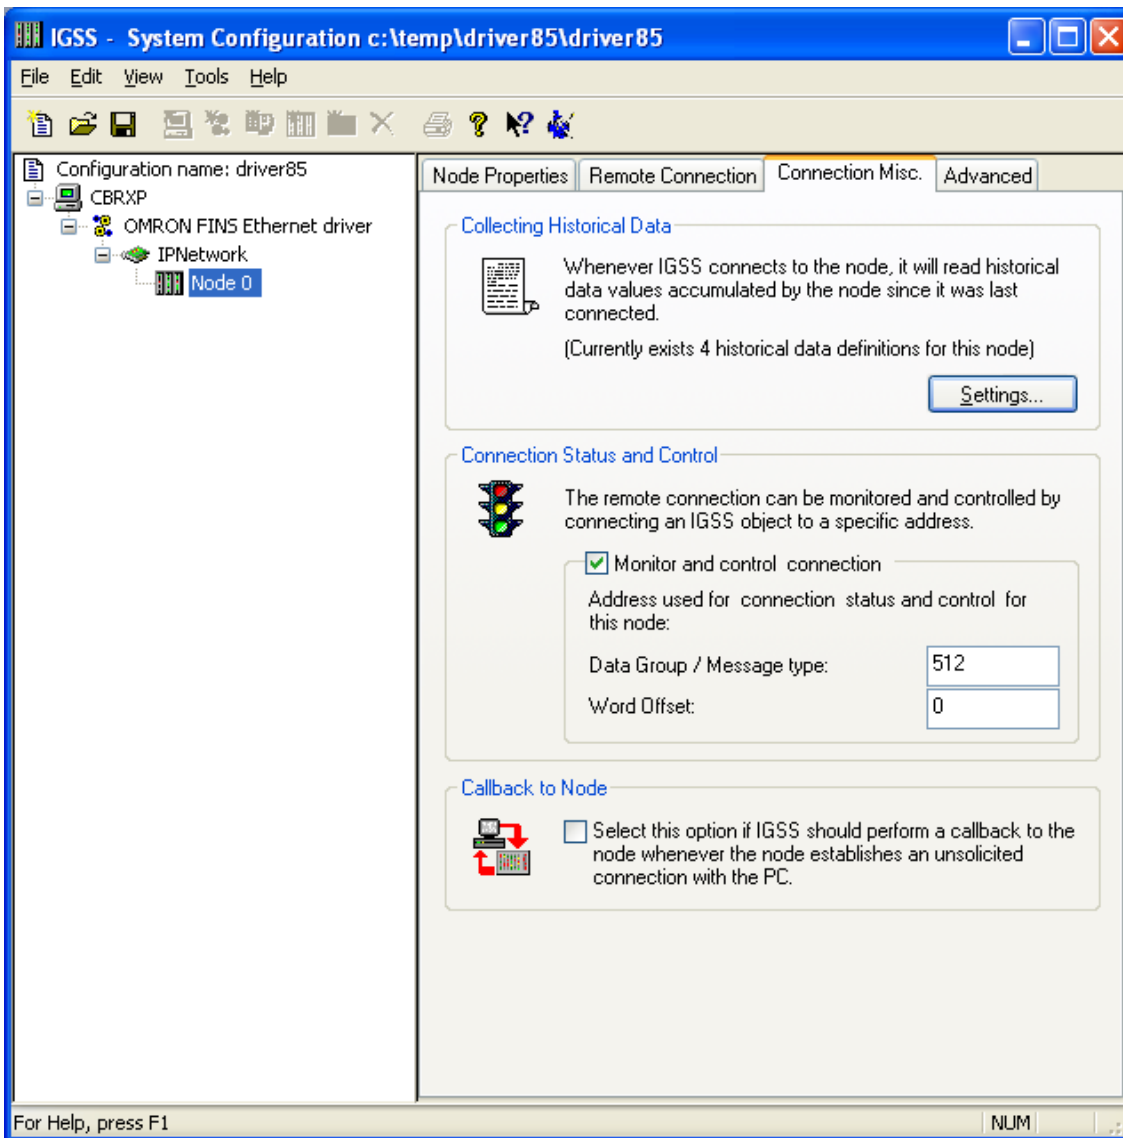 IGSS - System Configuration c:\temp\driver85\driver85
File Edit View Tools Help
Configuration name: driver85
CBRXP
OMRON FINS Ethernet driver
IPNetwork
Node 0
Node Properties Remote Connection Connection Misc. Advanced
Collecting Historical Data
Whenever IGSS connects to the node, it will read historical
data values accumulated by the node since it was last
connected.
(Currently exists 4 historical data definitions for this node)
Settings...
Connection Status and Control
The remote connection can be monitored and controlled by
connecting an IGSS object to a specific address.
Monitor and control connection
Address used for connection status and control for
this node:
Data Group / Message type: 512
Word Offset: 0
Callback to Node
Select this option if IGSS should perform a callback to the
node whenever the node establishes an unsolicited
connection with the PC.
For Help, press F1 NUM